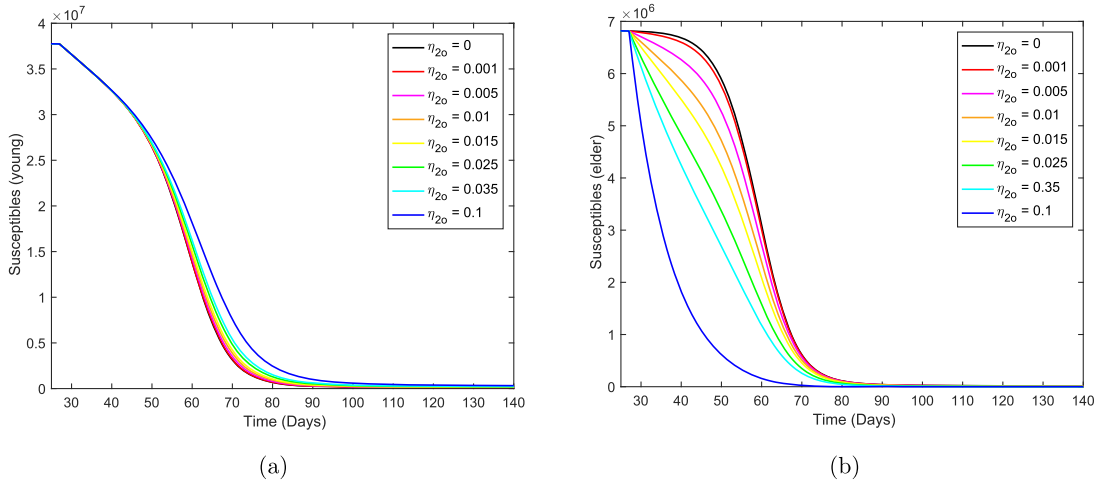 ×10⁷
4
3.5
3
2.5
2
1.5
1
0.5
0
30 40 50 60 70 80 90 100 110 120 130 140
Time (Days)
Susceptibles (young)
η₂ₒ = 0
η₂ₒ = 0.001
η₂ₒ = 0.005
η₂ₒ = 0.01
η₂ₒ = 0.015
η₂ₒ = 0.025
η₂ₒ = 0.035
η₂ₒ = 0.1
(a)
×10⁶
7
6
5
4
3
2
1
0
30 40 50 60 70 80 90 100 110 120 130 140
Time (Days)
Susceptibles (elder)
η₂ₒ = 0
η₂ₒ = 0.001
η₂ₒ = 0.005
η₂ₒ = 0.01
η₂ₒ = 0.015
η₂ₒ = 0.025
η₂ₒ = 0.35
η₂ₒ = 0.1
(b)